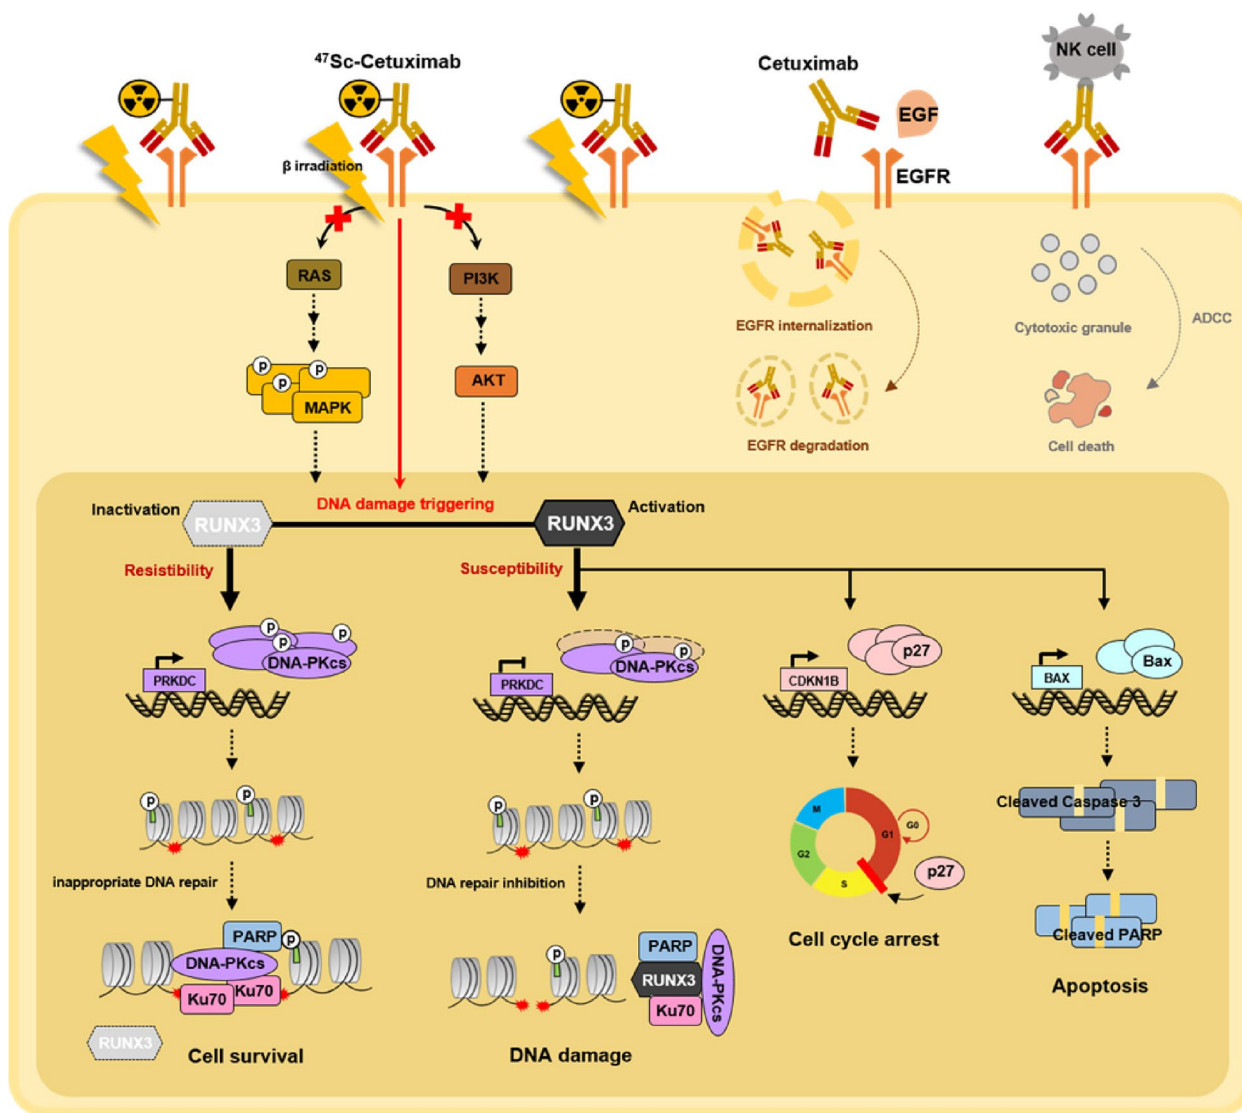 ⁴⁷Sc-Cetuximab
β irradiation
Cetuximab
EGF
EGFR
NK cell
RAS
PI3K
P
P
P
MAPK
AKT
EGFR internalization
EGFR degradation
Cytotoxic granule
ADCC
Cell death
Inactivation
RUNX3
DNA damage triggering
RUNX3
Activation
Resistibility
Susceptibility
P
P
P
DNA-PKcs
PRKDC
P
P
DNA-PKcs
PRKDC
p27
CDKN1B
Bax
BAX
P
P
P
P
inappropriate DNA repair
DNA repair inhibition
M
G1
G0
G2
S
p27
Cell cycle arrest
Cleaved Caspase 3
Cleaved PARP
Apoptosis
PARP
P
DNA-PKcs
Ku70
Ku70
RUNX3
Cell survival
P
PARP
RUNX3
Ku70
DNA-PKcs
DNA damage